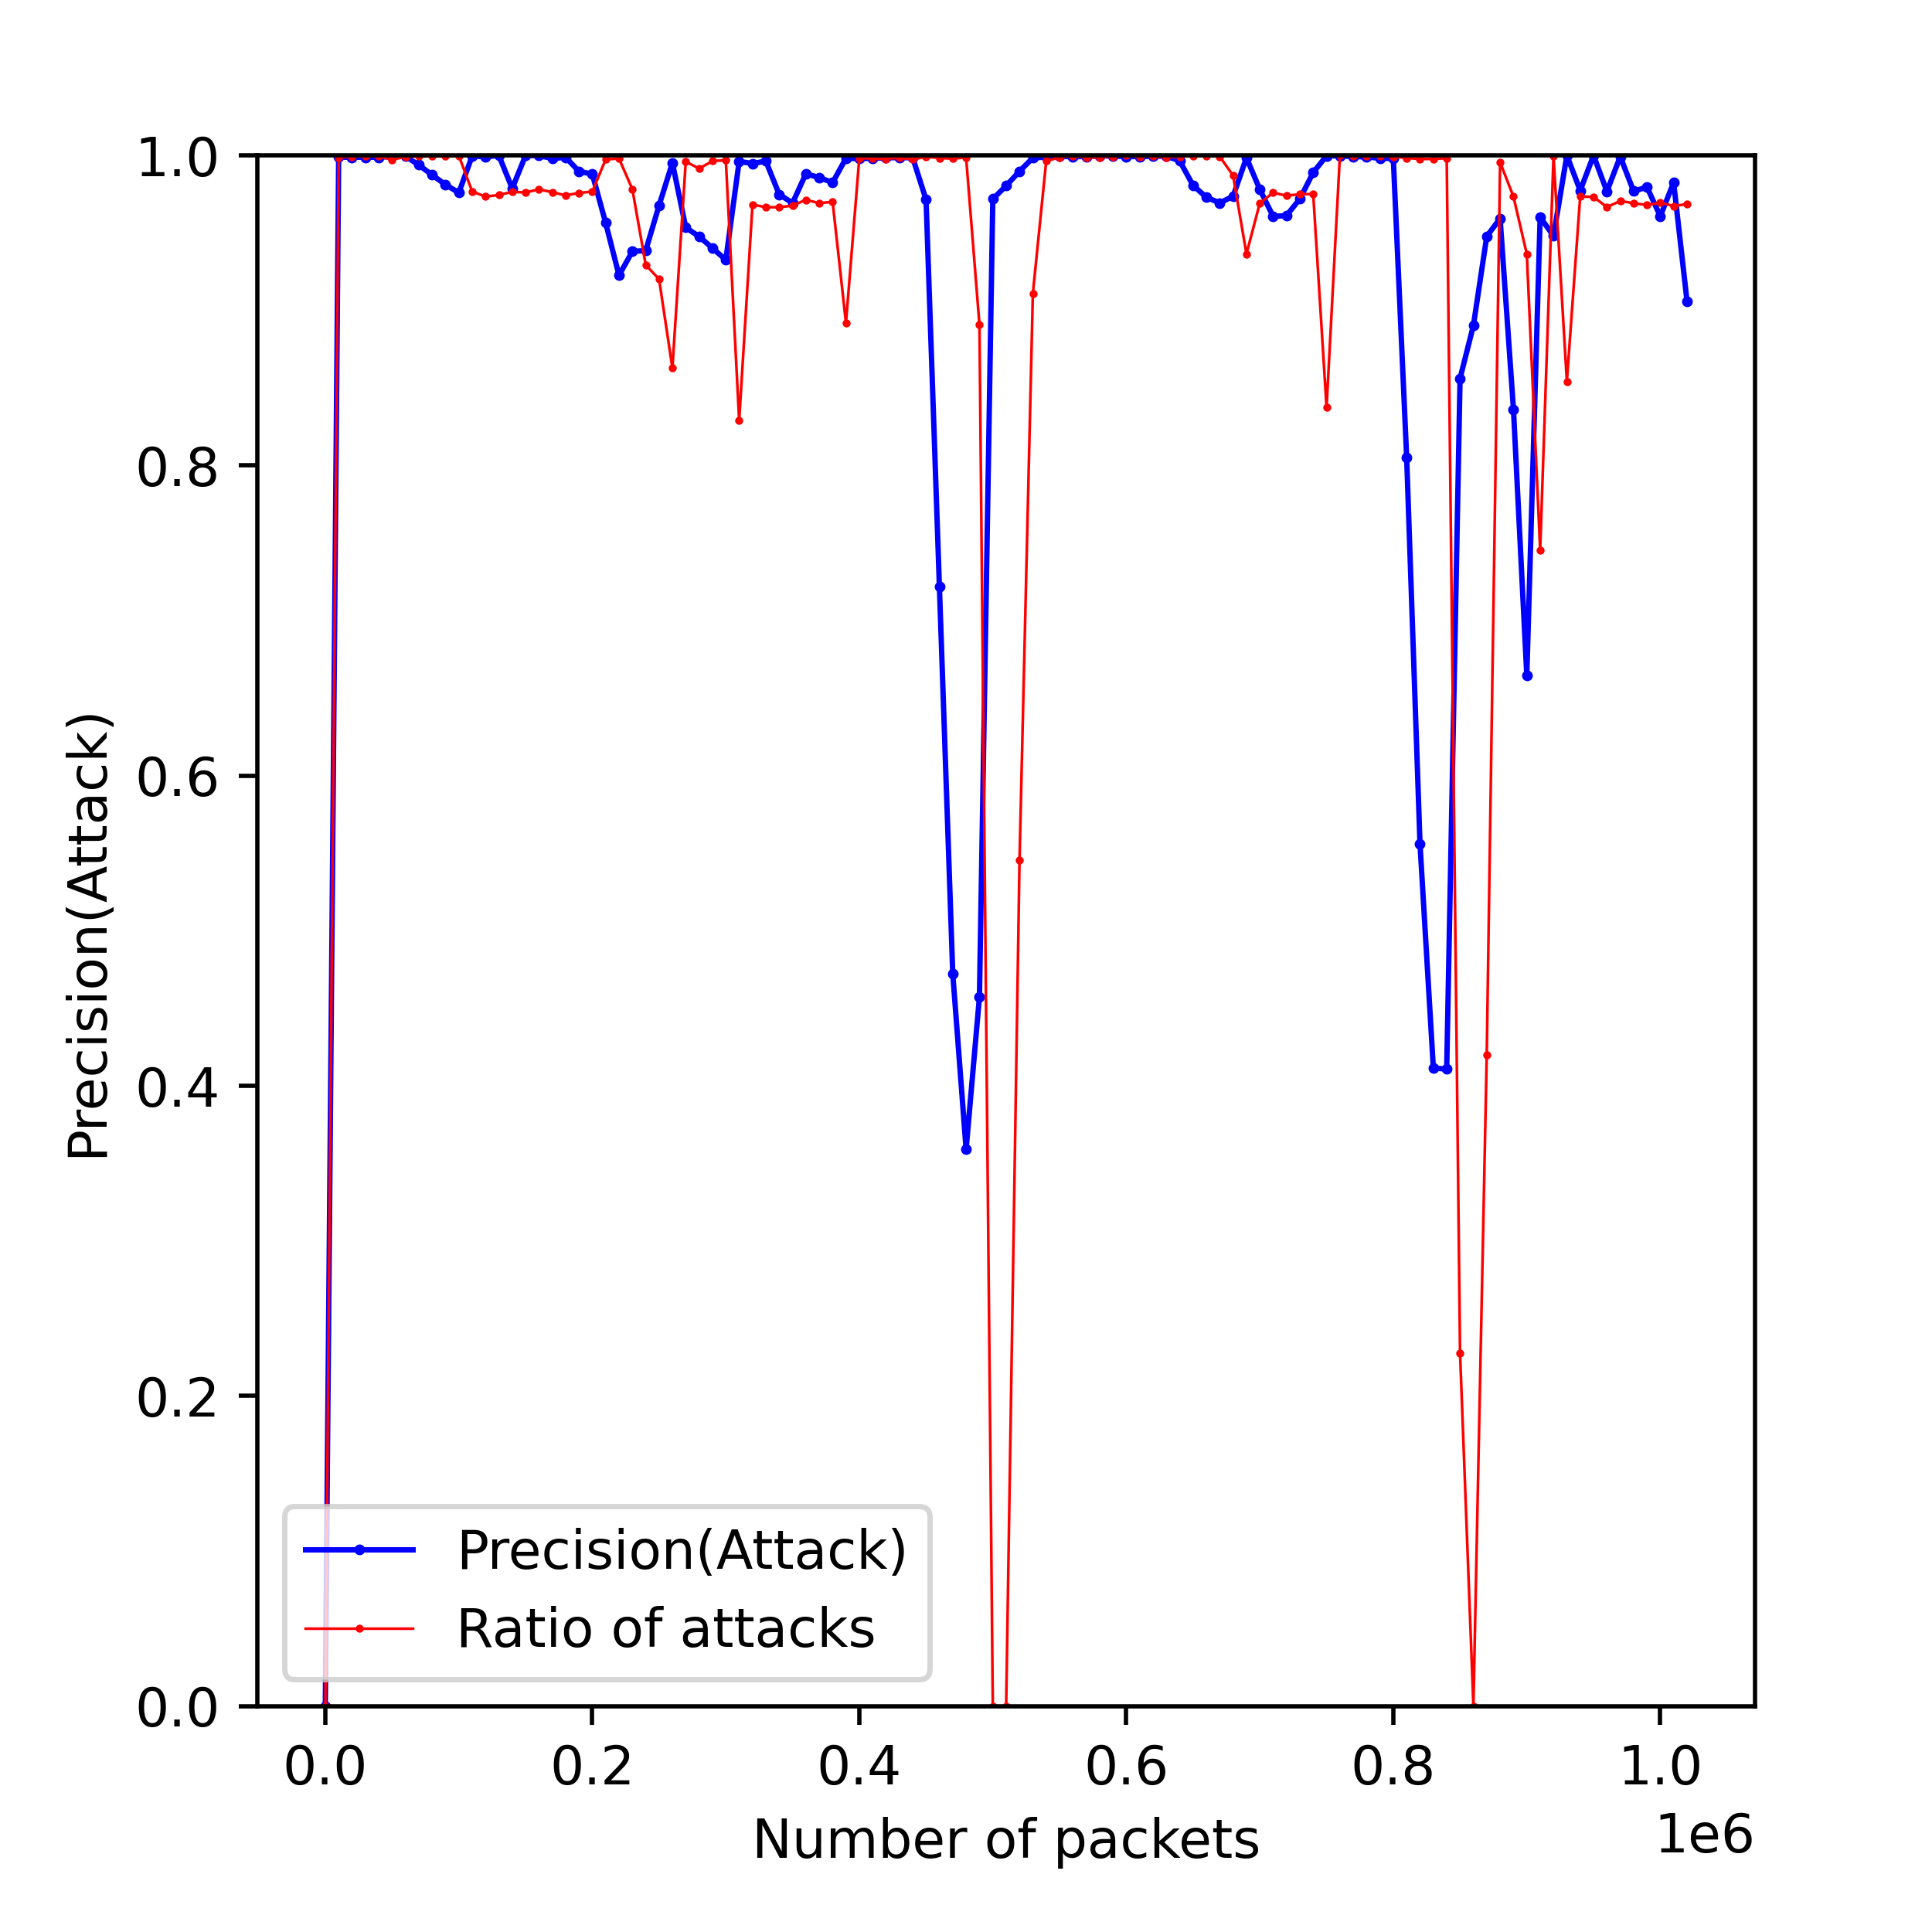 1.0
0.8
0.6
0.4
0.2
0.0
Precision(Attack)
Precision(Attack)
Ratio of attacks
0.0 0.2 0.4 0.6 0.8 1.0
Number of packets
1e6